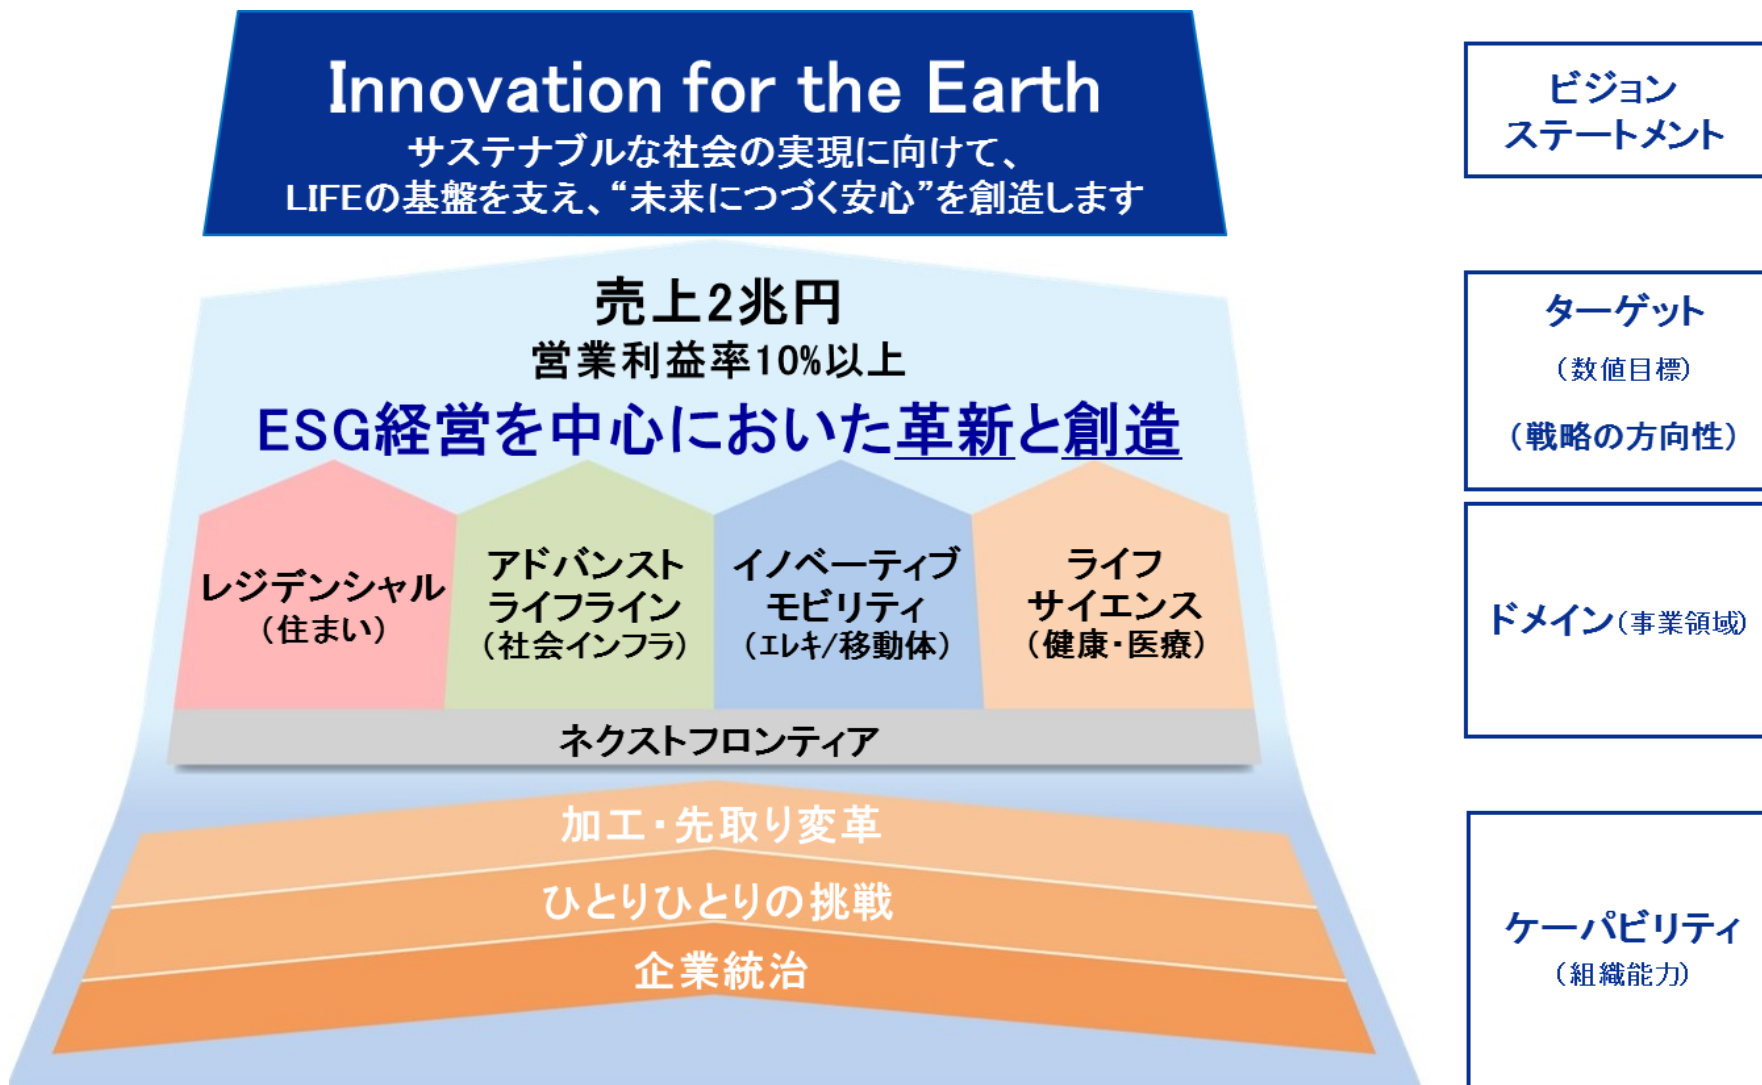 Innovation for the Earth
サステナブルな社会の実現に向けて、
LIFEの基盤を支え、“未来につづく安心”を創造します
ビジョン
ステートメント
売上2兆円
営業利益率10%以上
ESG経営を中心においた革新と創造
ターゲット
（数値目標）
（戦略の方向性）
レジデンシャル
（住まい）
アドバンスト
ライフライン
（社会インフラ）
イノベーティブ
モビリティ
（エレキ/移動体）
ライフ
サイエンス
（健康・医療）
ネクストフロンティア
ドメイン（事業領域）
加工・先取り変革
ひとりひとりの挑戦
企業統治
ケーパビリティ
（組織能力）